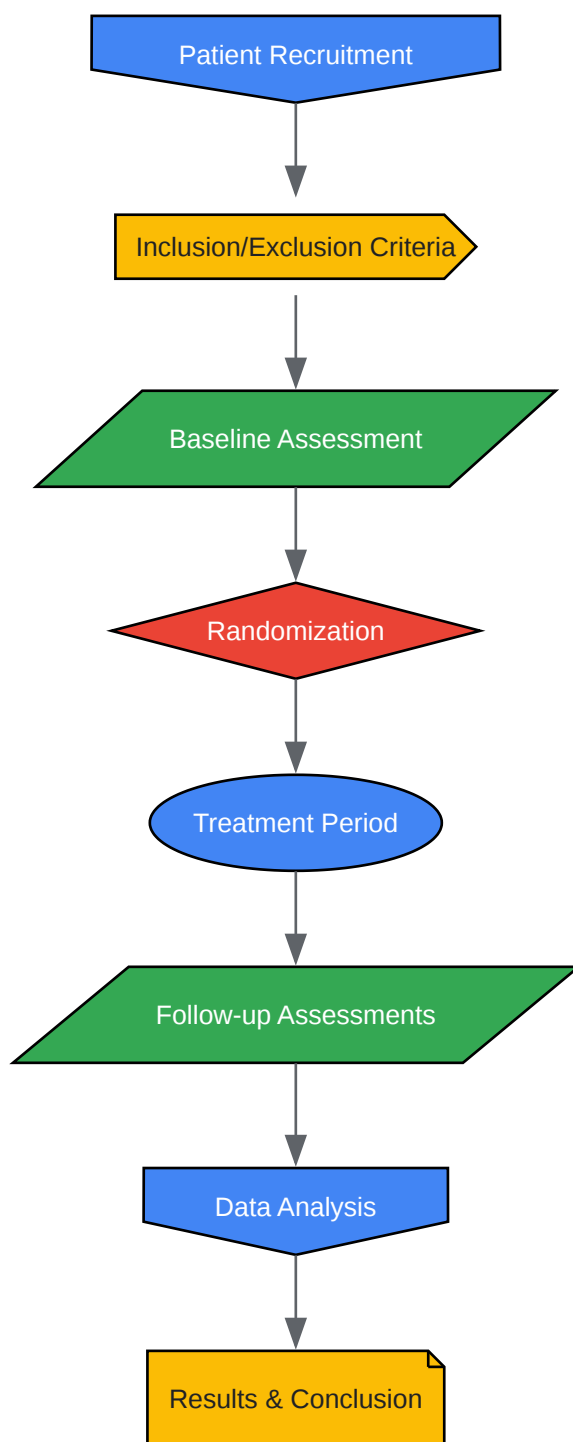 Patient Recruitment
Inclusion/Exclusion Criteria
Baseline Assessment
Randomization
Treatment Period
Follow-up Assessments
Data Analysis
Results & Conclusion